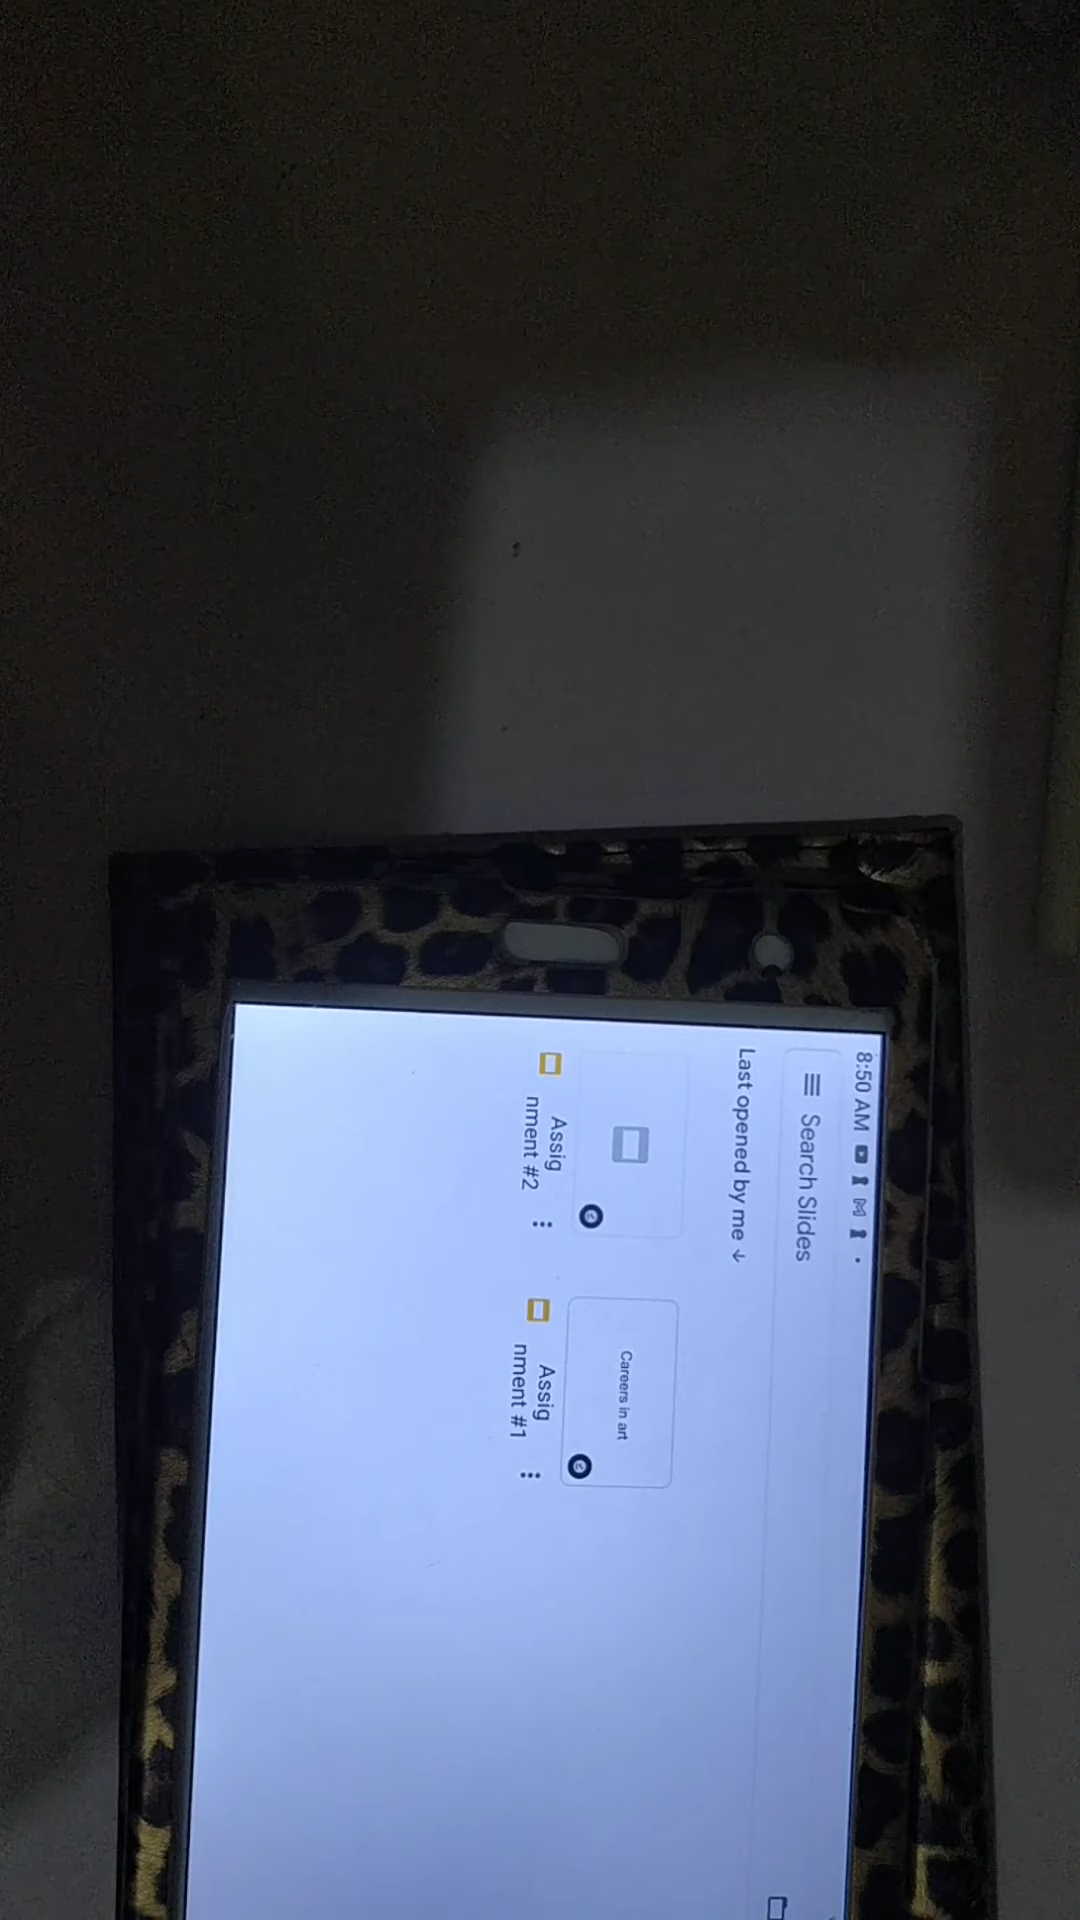 8:50 AM
Search Slides
Last opened by me ↓
Careers in art
Assig
nment #2
Assig
nment #1